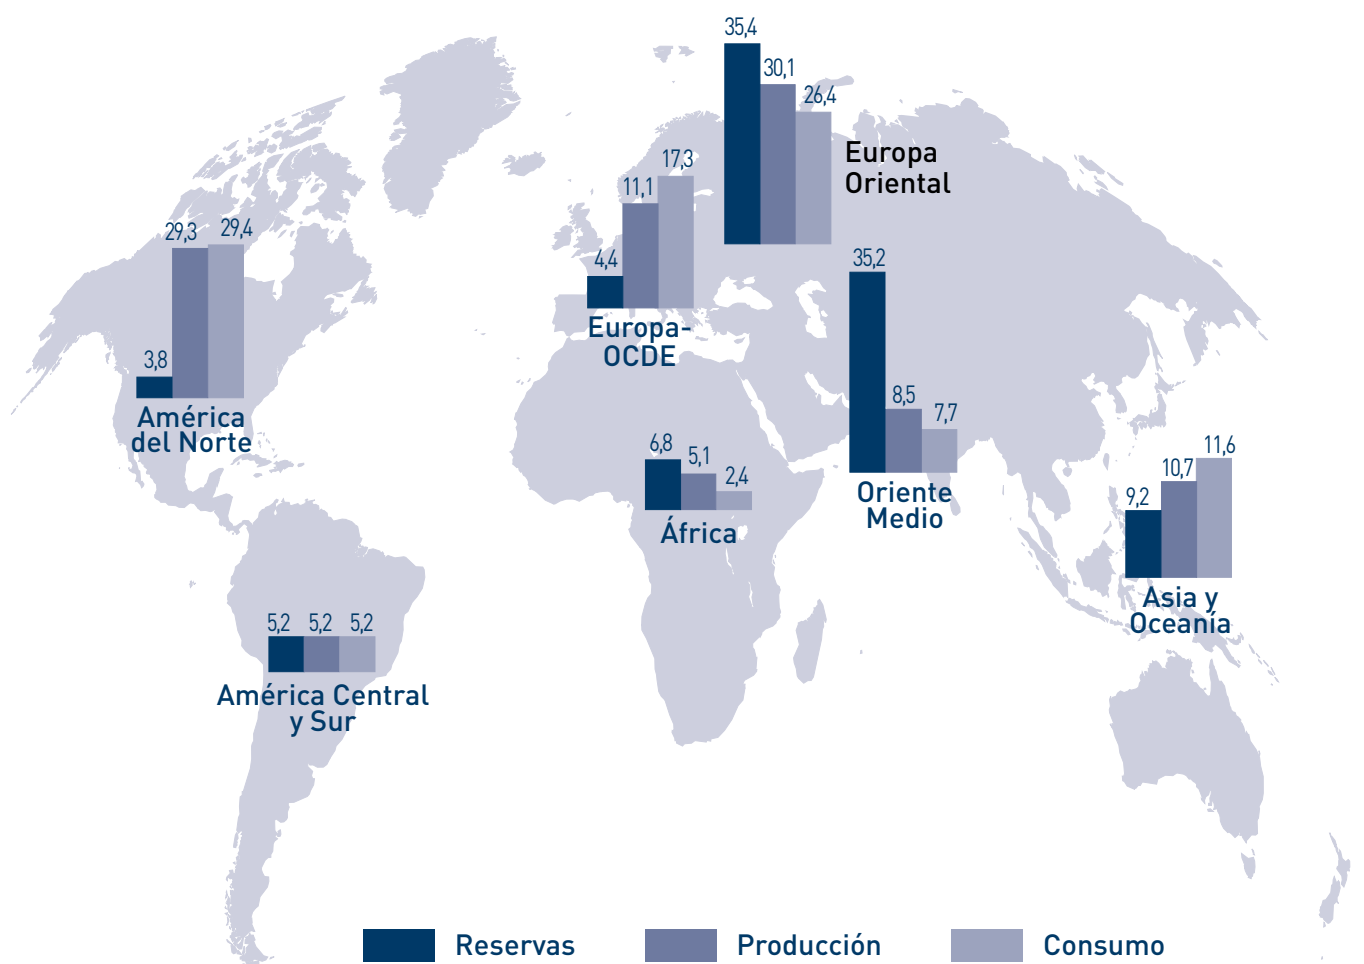 35,4
30,1
26,4
Europa
Oriental
17,3
11,1
4,4
Europa-
OCDE
29,3
29,4
3,8
América
del Norte
35,2
8,5
7,7
Oriente
Medio
6,8
5,1
2,4
África
11,6
10,7
9,2
Asia y
Oceanía
5,2
5,2
5,2
América Central
y Sur
Reservas
Producción
Consumo